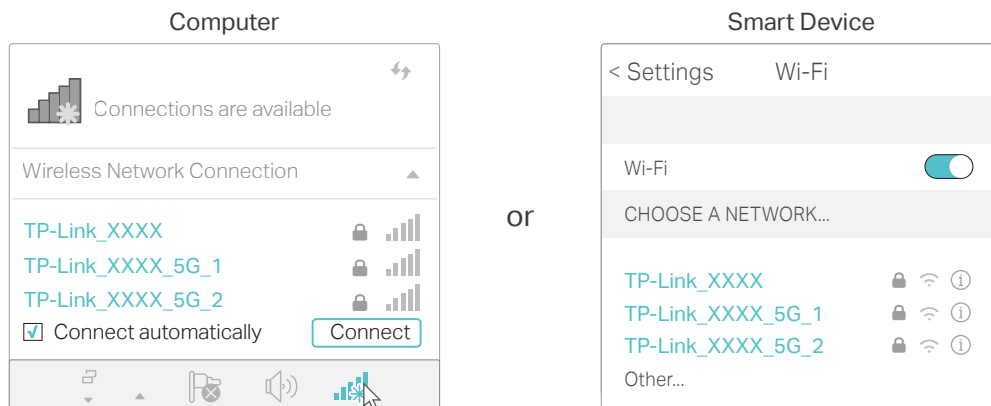 Computer
Connections are available
Wireless Network Connection
TP-Link_XXXX
TP-Link_XXXX_5G_1
TP-Link_XXXX_5G_2
Connect automatically
Connect
or
Smart Device
< Settings Wi-Fi
Wi-Fi
CHOOSE A NETWORK...
TP-Link_XXXX
TP-Link_XXXX_5G_1
TP-Link_XXXX_5G_2
Other...